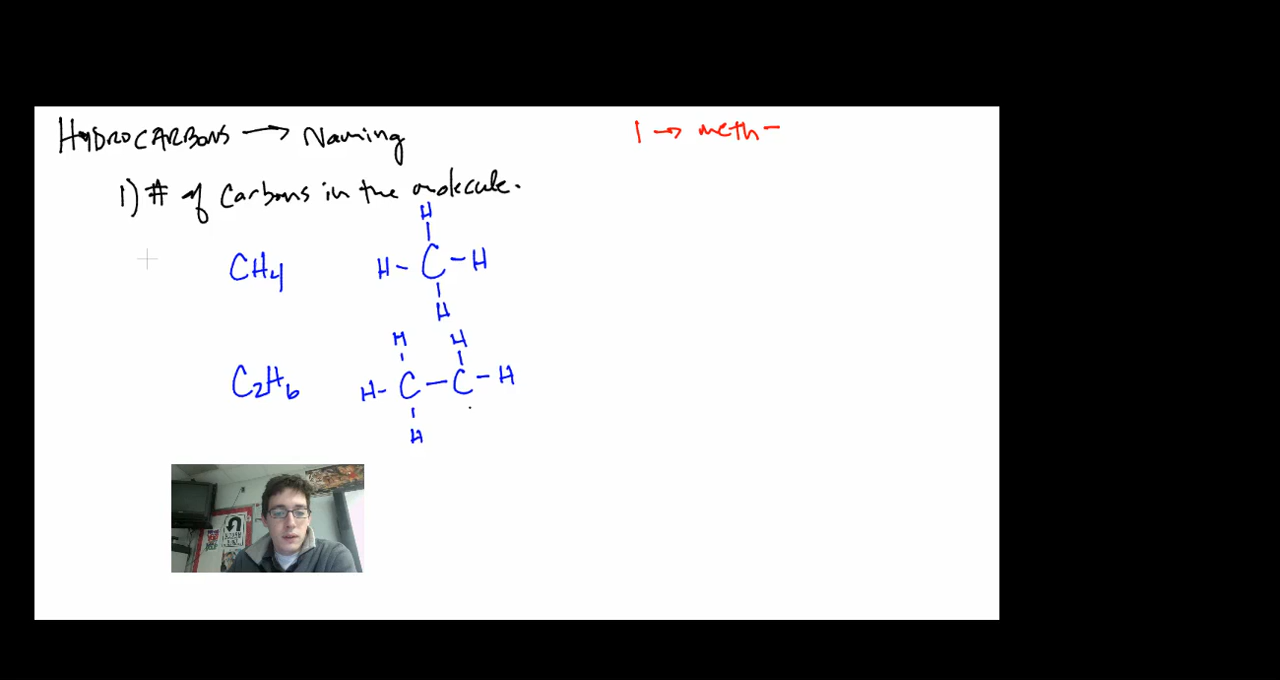 HYDROCARBONS → Naming
1 → meth-
1) # of Carbons in the molecule.
H
CH4 H-C-H
H
H H
C2H6 H-C-C-H
H